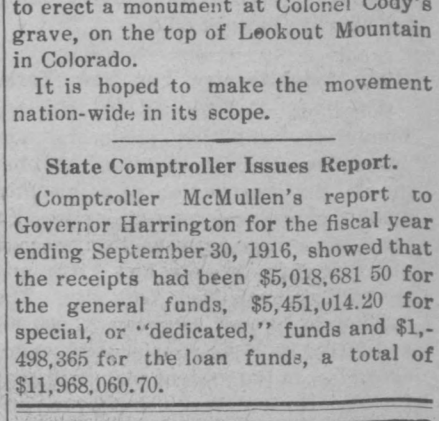 to erect a monument at Colonel Cody's
grave, on the top of Lookout Mountain
in Colorado.
It is hoped to make the movement
nation-wide in its scope.
State Comptroller Issues Report.
Comptroller McMullen's report to
Governor Harrington for the fiscal year
ending September 30, 1916, showed that
the receipts had been $5,018,681 50 for
the general funds, $5,451,014.20 for
special, or "dedicated," funds and $1,-
498,365 for the loan funds, a total of
$11,968,060.70.